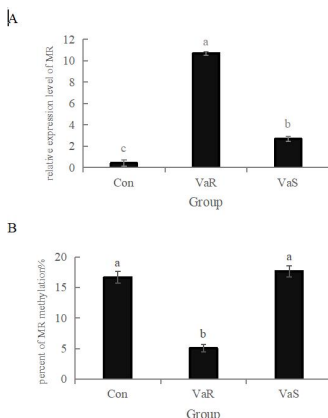 A
relative expression level of MR
12
10
8
6
4
2
0
a
b
c
Con VaR VaS
Group
B
percent of MR methylation%
20
15
10
5
0
a
b
a
Con VaR VaS
Group